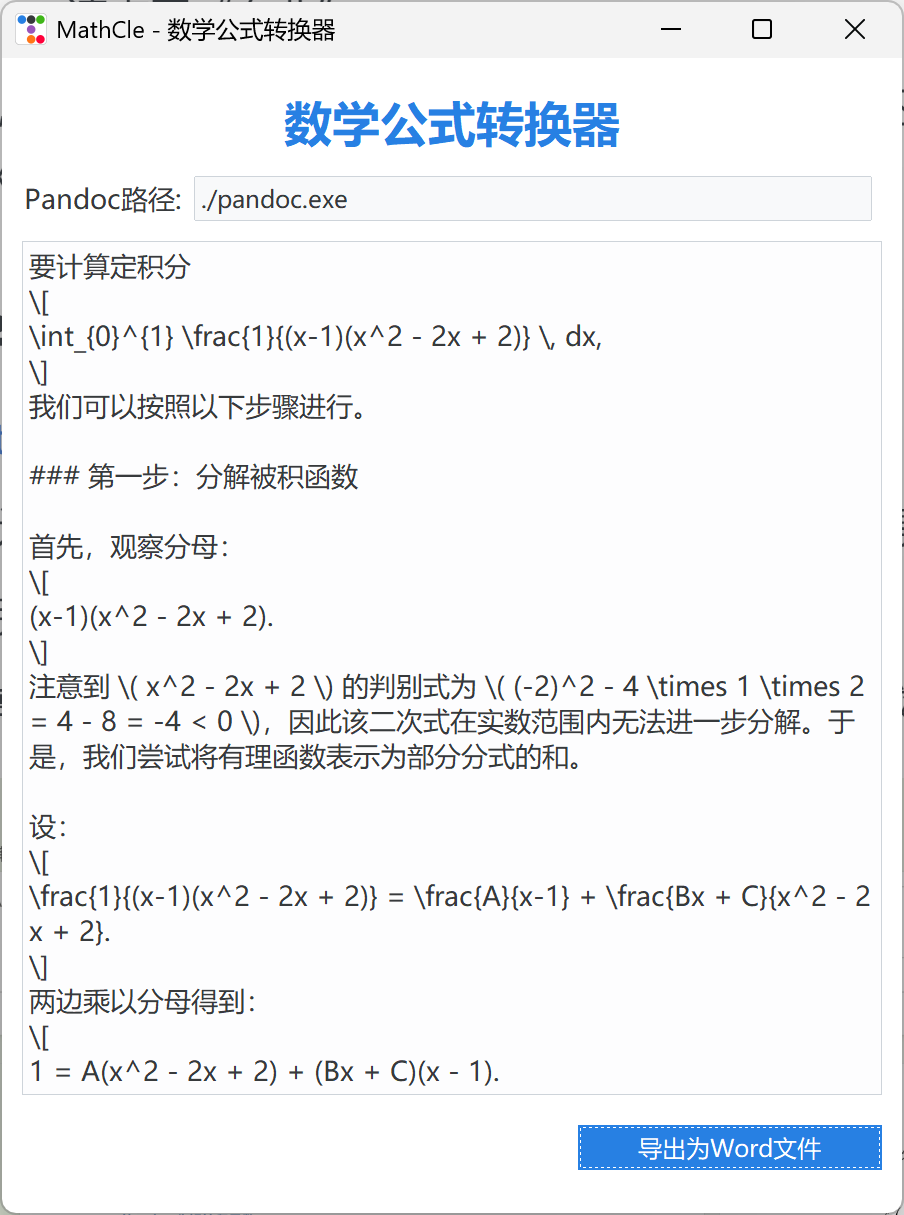 MathCle - 数学公式转换器
数学公式转换器
Pandoc路径: ./pandoc.exe
要计算定积分
\[
\int_{0}^{1} \frac{1}{(x-1)(x^2 - 2x + 2)} \, dx,
\]
我们可以按照以下步骤进行。
### 第一步：分解被积函数
首先，观察分母：
\[
(x-1)(x^2 - 2x + 2).
\]
注意到 \( x^2 - 2x + 2 \) 的判别式为 \( (-2)^2 - 4 \times 1 \times 2
= 4 - 8 = -4 < 0 \)，因此该二次式在实数范围内无法进一步分解。于
是，我们尝试将有理函数表示为部分分式的和。
设：
\[
\frac{1}{(x-1)(x^2 - 2x + 2)} = \frac{A}{x-1} + \frac{Bx + C}{x^2 - 2
x + 2}.
\]
两边乘以分母得到：
\[
1 = A(x^2 - 2x + 2) + (Bx + C)(x - 1).
导出为Word文件